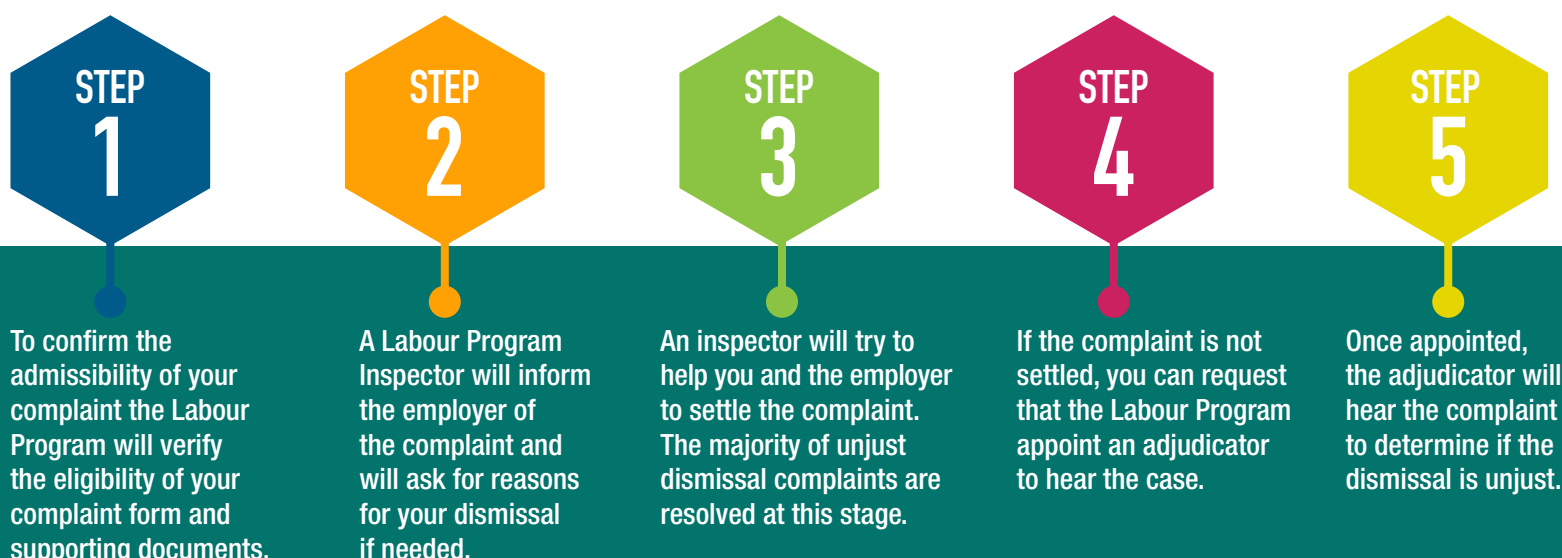 STEP
1
To confirm the
admissibility of your
complaint the Labour
Program will verify
the eligibility of your
complaint form and
supporting documents.
STEP
2
A Labour Program
Inspector will inform
the employer of
the complaint and
will ask for reasons
for your dismissal
if needed.
STEP
3
An inspector will try to
help you and the employer
to settle the complaint.
The majority of unjust
dismissal complaints are
resolved at this stage.
STEP
4
If the complaint is not
settled, you can request
that the Labour Program
appoint an adjudicator
to hear the case.
STEP
5
Once appointed,
the adjudicator will
hear the complaint
to determine if the
dismissal is unjust.